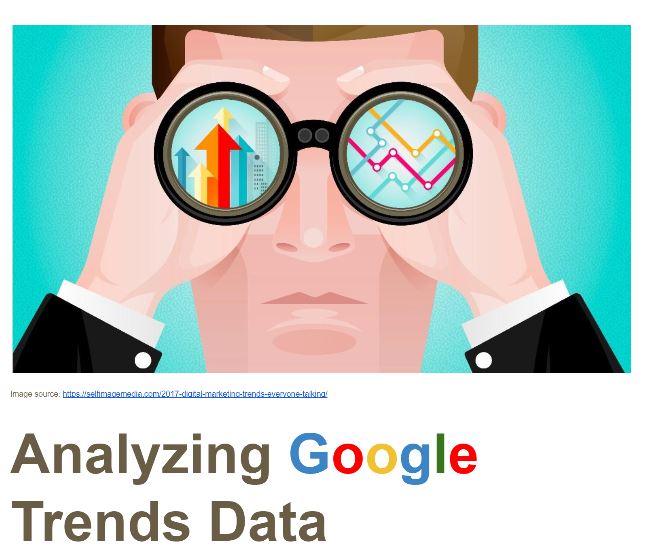 Image source: https://selfimagemedia.com/2017-digital-marketing-trends-everyone-talking/
Analyzing Google
Trends Data